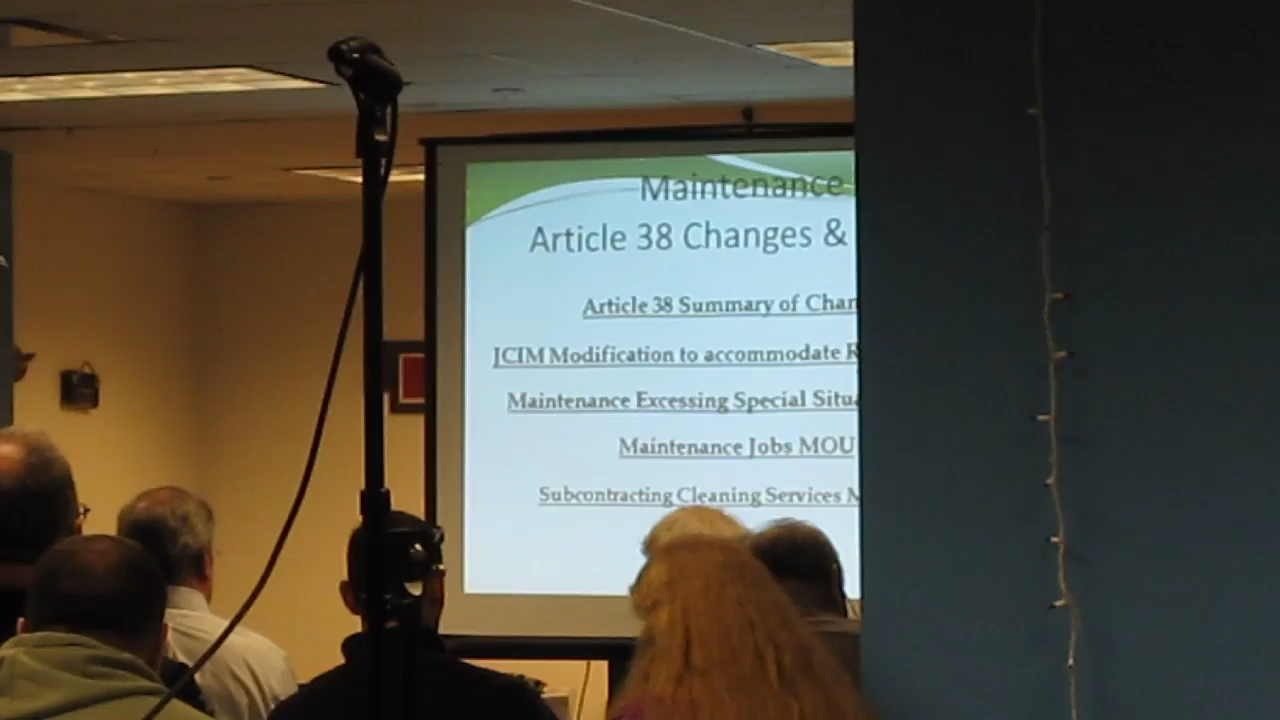 Maintenance
Article 38 Changes &
Article 38 Summary of Chan
JCIM Modification to accommodate R
Maintenance Excessing Special Situa
Maintenance Jobs MOU
Subcontracting Cleaning Services M